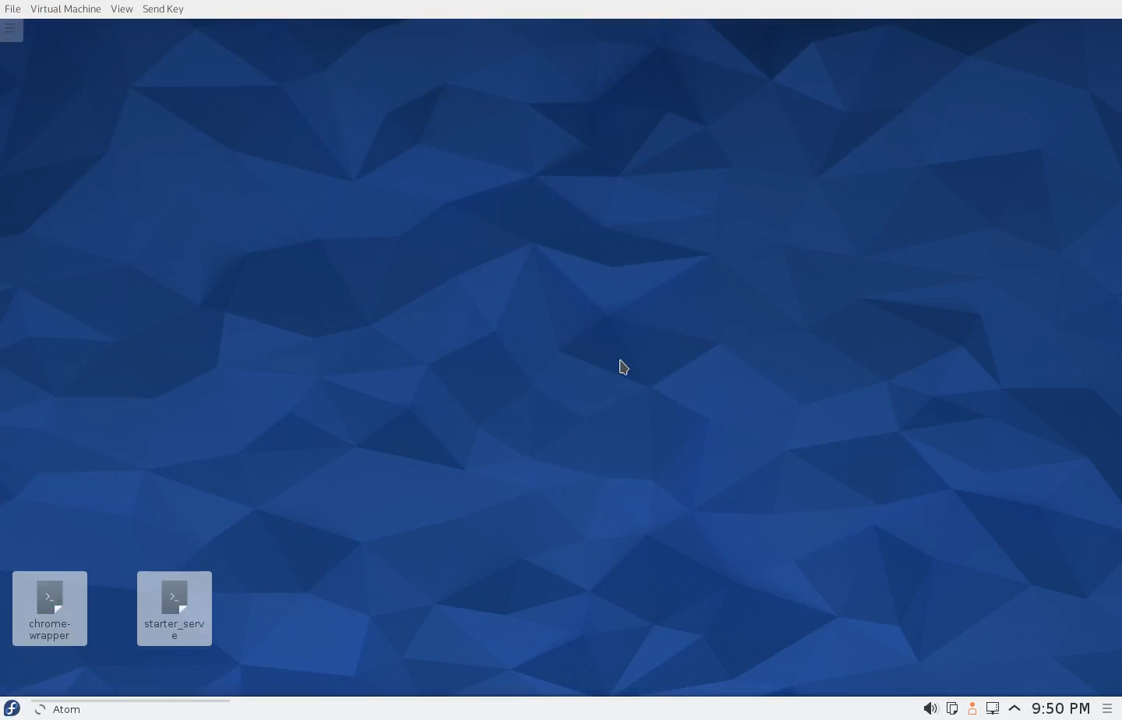 File Virtual Machine View Send Key
chrome-
wrapper
starter_serv
e
Atom
9:50 PM